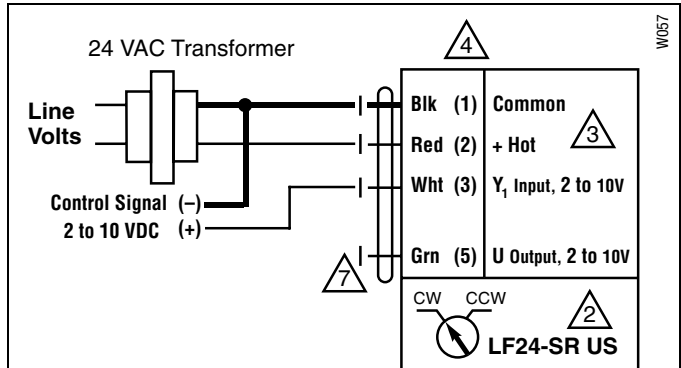 W057
24 VAC Transformer
4
Line
Volts
Blk (1) Common
3
Red (2) + Hot
Wht (3) Y1 Input, 2 to 10V
Control Signal (–)
2 to 10 VDC (+)
Grn (5) U Output, 2 to 10V
7
CW CCW
2
LF24-SR US